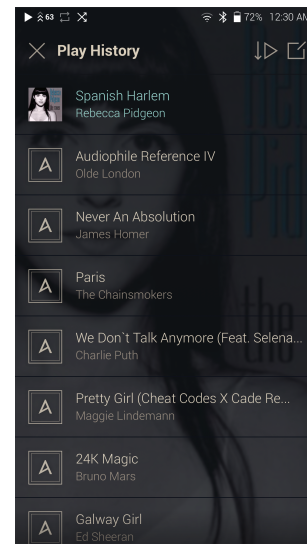 63 72% 12:30 AM
Play History
Spanish Harlem
Rebecca Pidgeon
Audiophile Reference IV
Olde London
Never An Absolution
James Homer
Paris
The Chainsmokers
We Don`t Talk Anymore (Feat. Selena...
Charlie Puth
Pretty Girl (Cheat Codes X Cade Re...
Maggie Lindemann
24K Magic
Bruno Mars
Galway Girl
Ed Sheeran